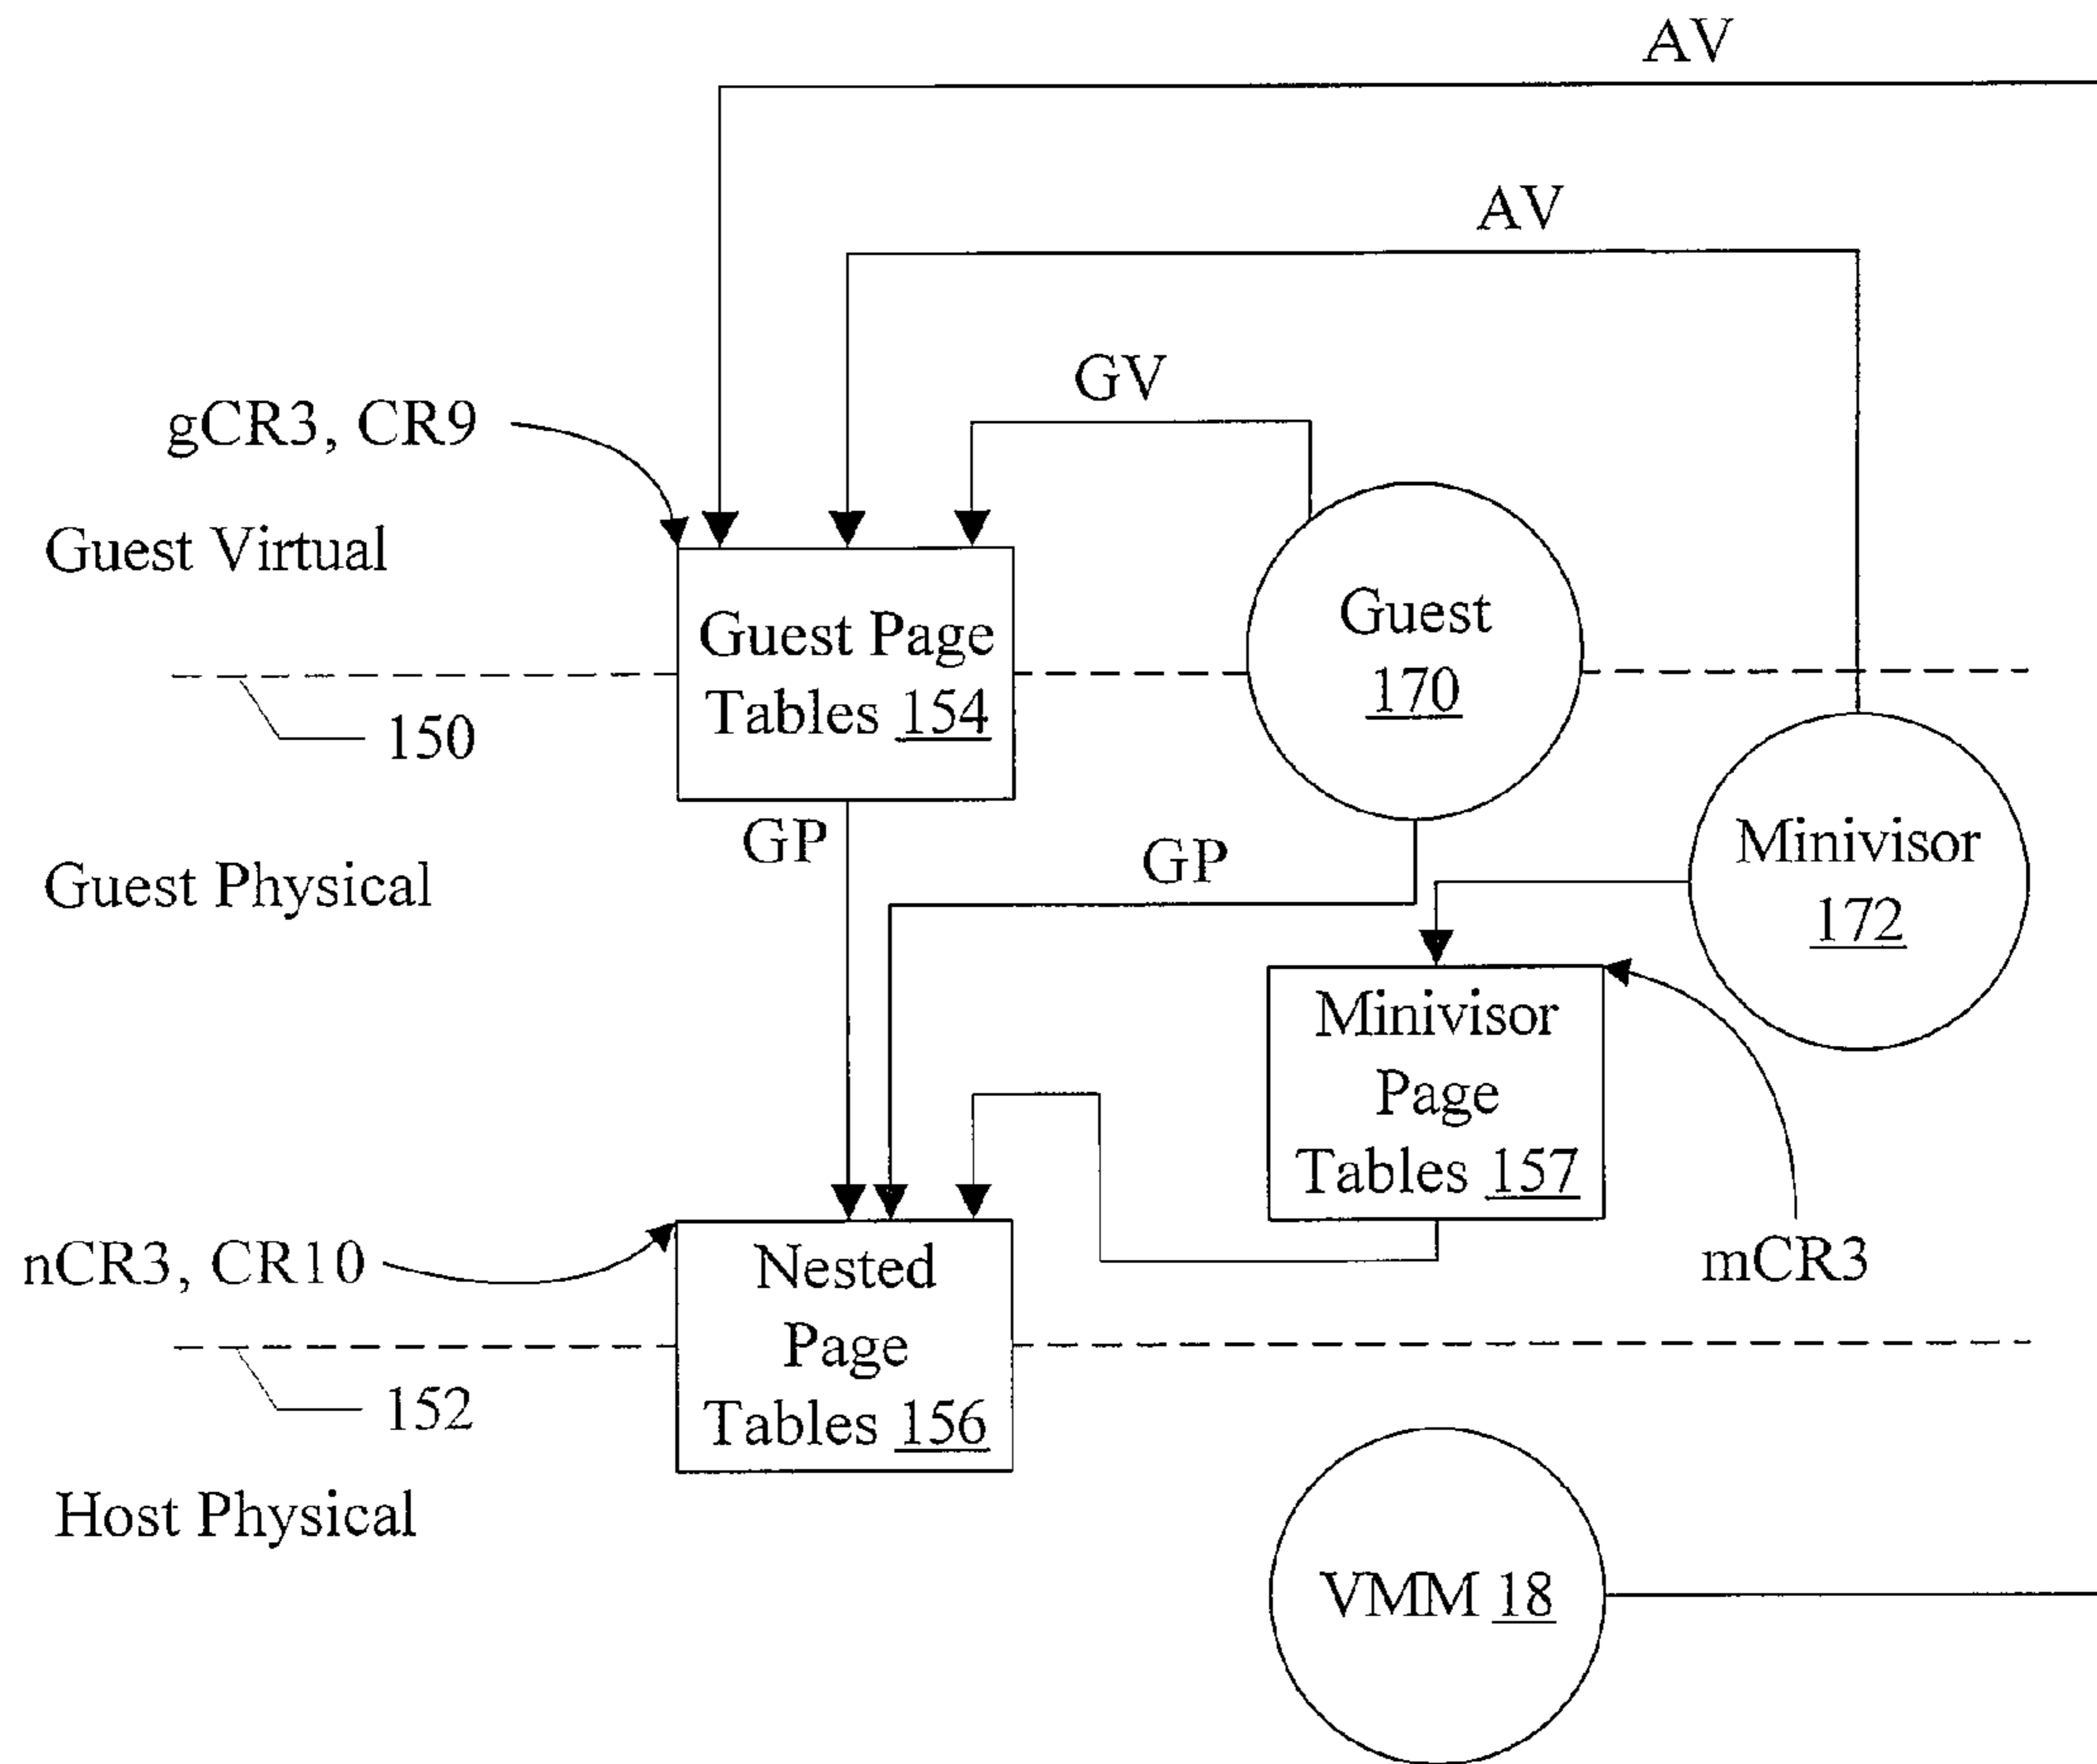 AV
AV
GV
gCR3, CR9
Guest Virtual
Guest Page
Tables 154
Guest
170
150
GP
GP
Guest Physical
Minivisor
172
Minivisor
Page
Tables 157
nCR3, CR10
mCR3
Nested
Page
Tables 156
152
Host Physical
VMM 18